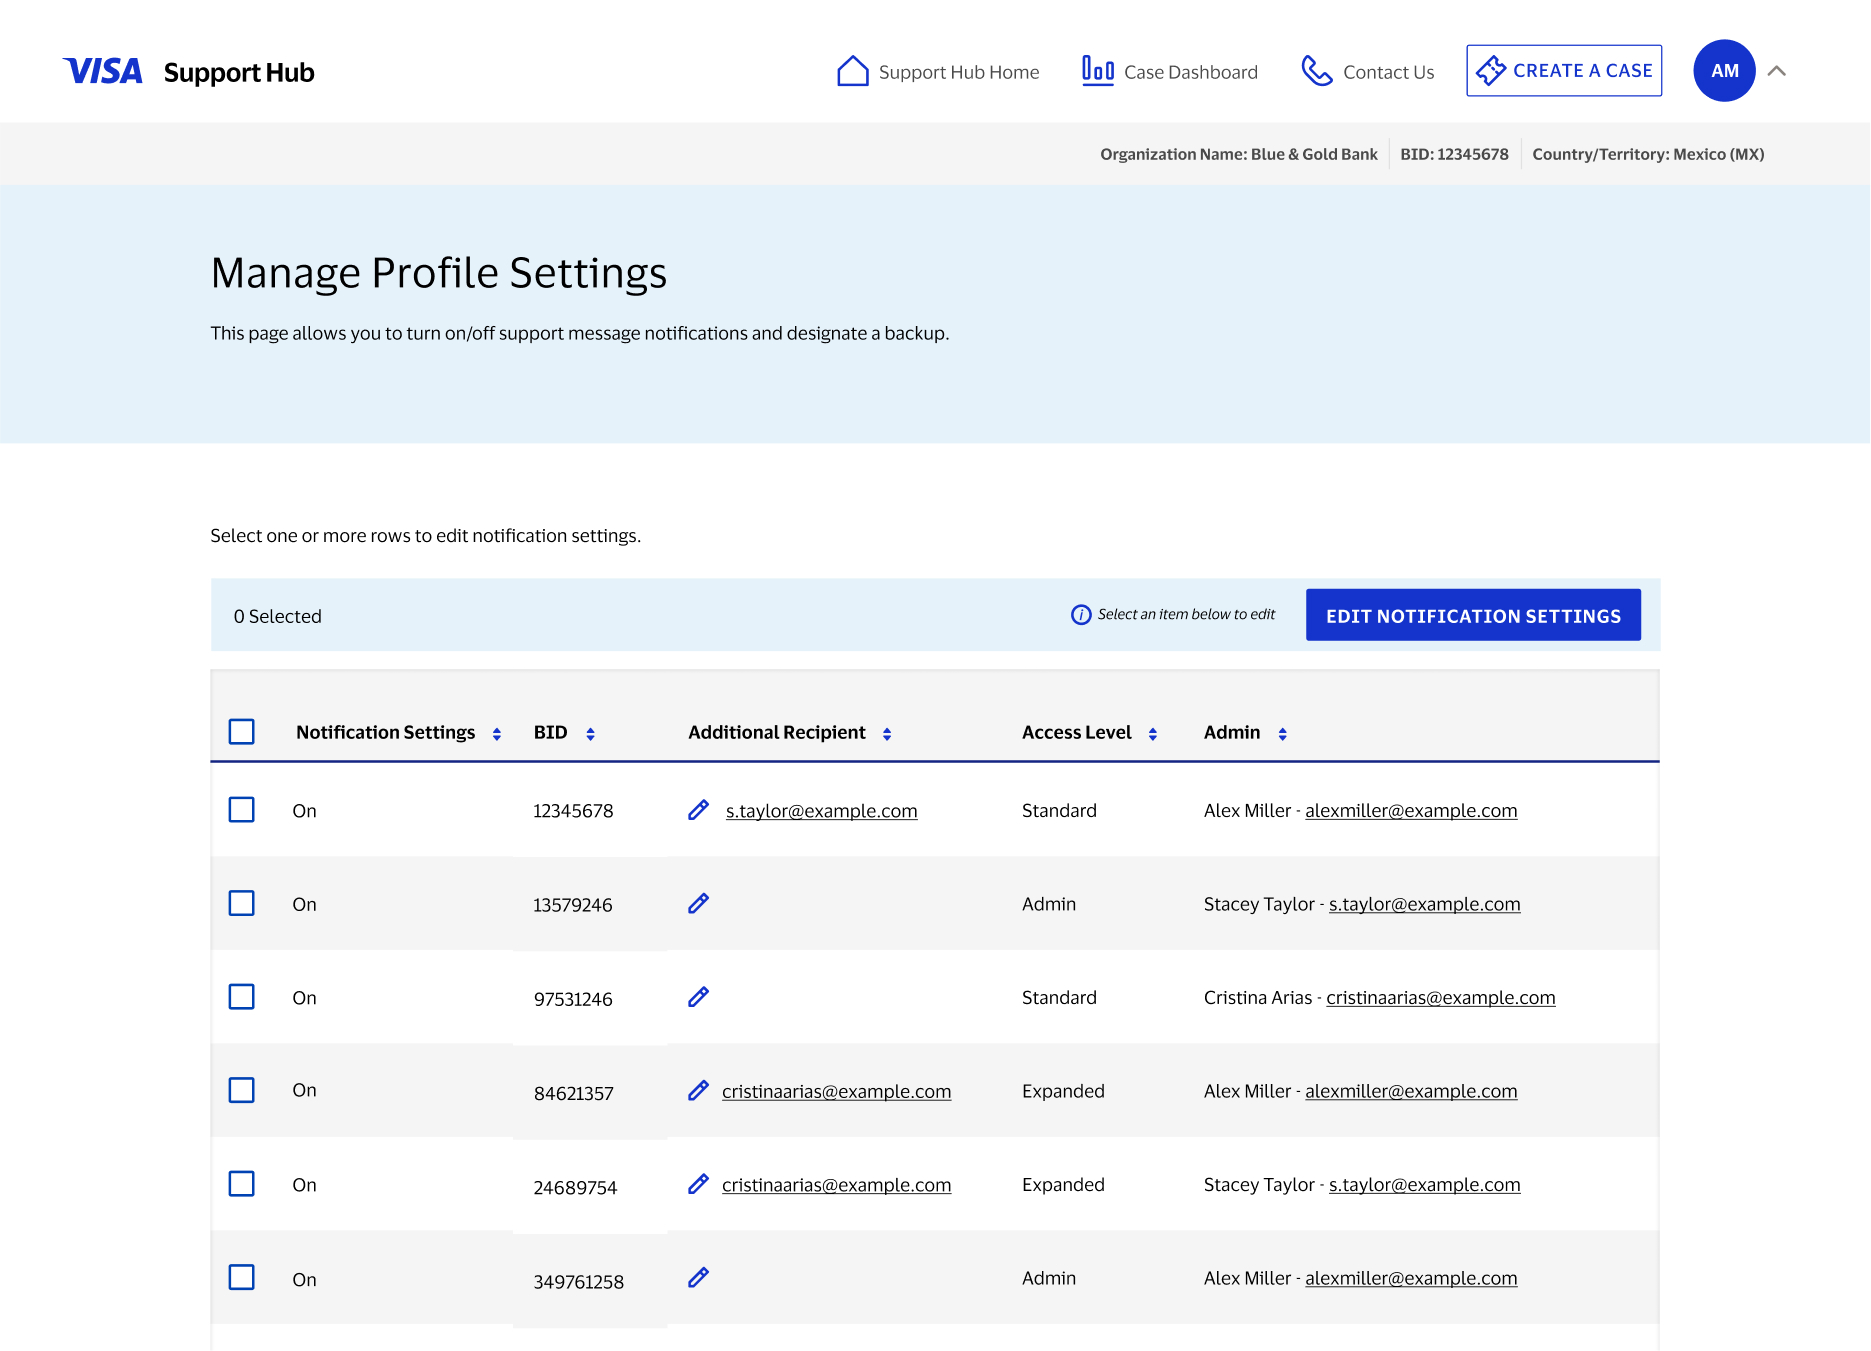 VISA Support Hub
Support Hub Home Case Dashboard Contact Us CREATE A CASE AM
Organization Name: Blue & Gold Bank BID: 12345678 Country/Territory: Mexico (MX)
Manage Profile Settings
This page allows you to turn on/off support message notifications and designate a backup.
Select one or more rows to edit notification settings.
0 Selected Select an item below to edit EDIT NOTIFICATION SETTINGS
Notification Settings BID Additional Recipient Access Level Admin
On 12345678 s.taylor@example.com Standard Alex Miller - alexmiller@example.com
On 13579246 Admin Stacey Taylor - s.taylor@example.com
On 97531246 Standard Cristina Arias - cristinaarias@example.com
On 84621357 cristinaarias@example.com Expanded Alex Miller - alexmiller@example.com
On 24689754 cristinaarias@example.com Expanded Stacey Taylor - s.taylor@example.com
On 349761258 Admin Alex Miller - alexmiller@example.com